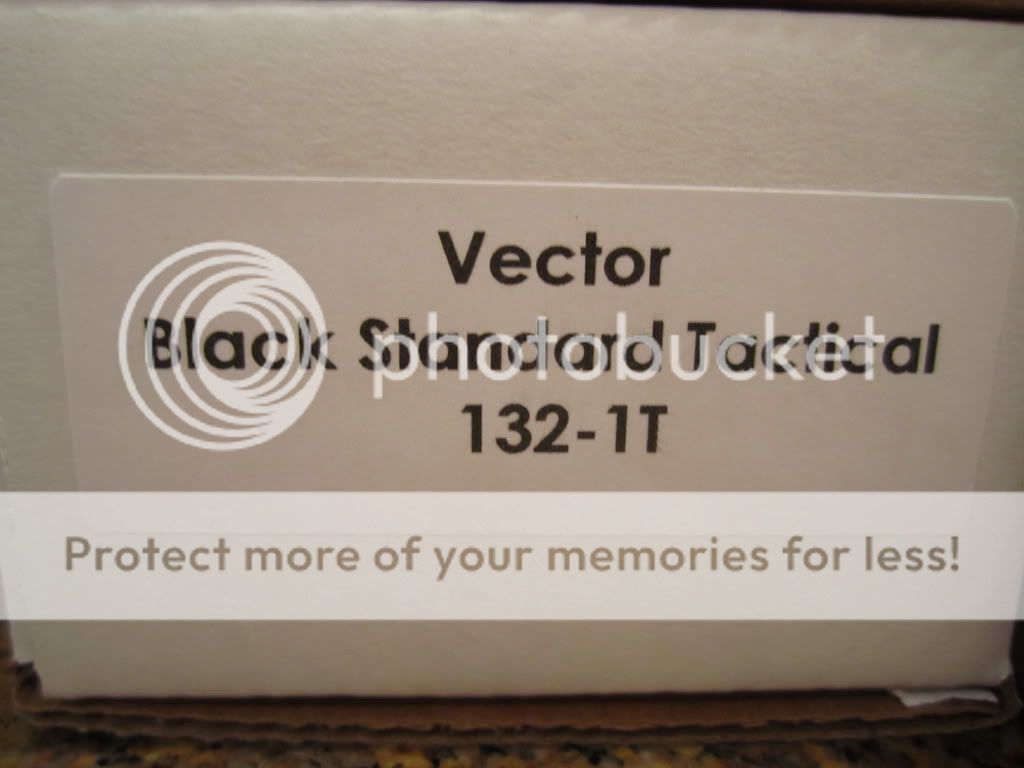 Vector
Black Standard Tactical
photobucket
132-1T
Protect more of your memories for less!